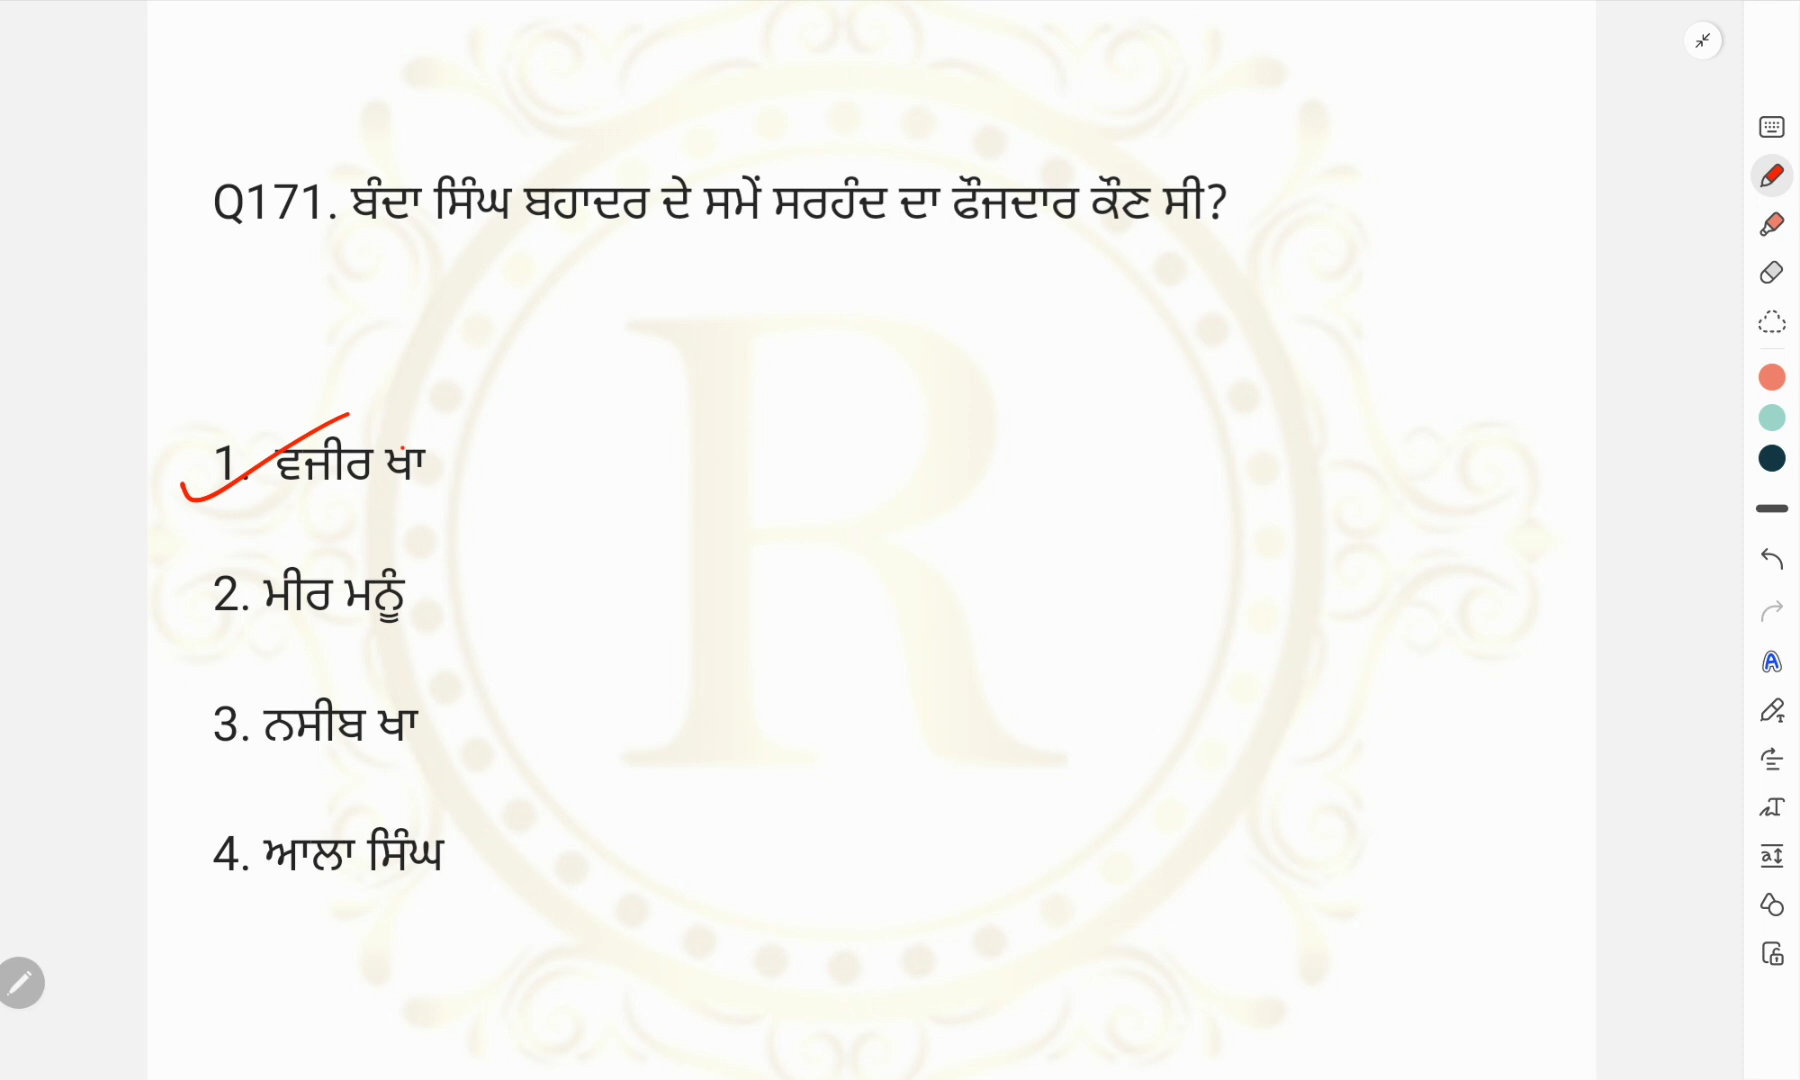 Q171. ਬੰਦਾ ਸਿੰਘ ਬਹਾਦਰ ਦੇ ਸਮੇਂ ਸਰਹੰਦ ਦਾ ਫੌਜਦਾਰ ਕੌਣ ਸੀ?
1. ਵਜੀਰ ਖਾ
2. ਮੀਰ ਮਨੂੰ
3. ਨਸੀਬ ਖਾ
4. ਆਲਾ ਸਿੰਘ
R